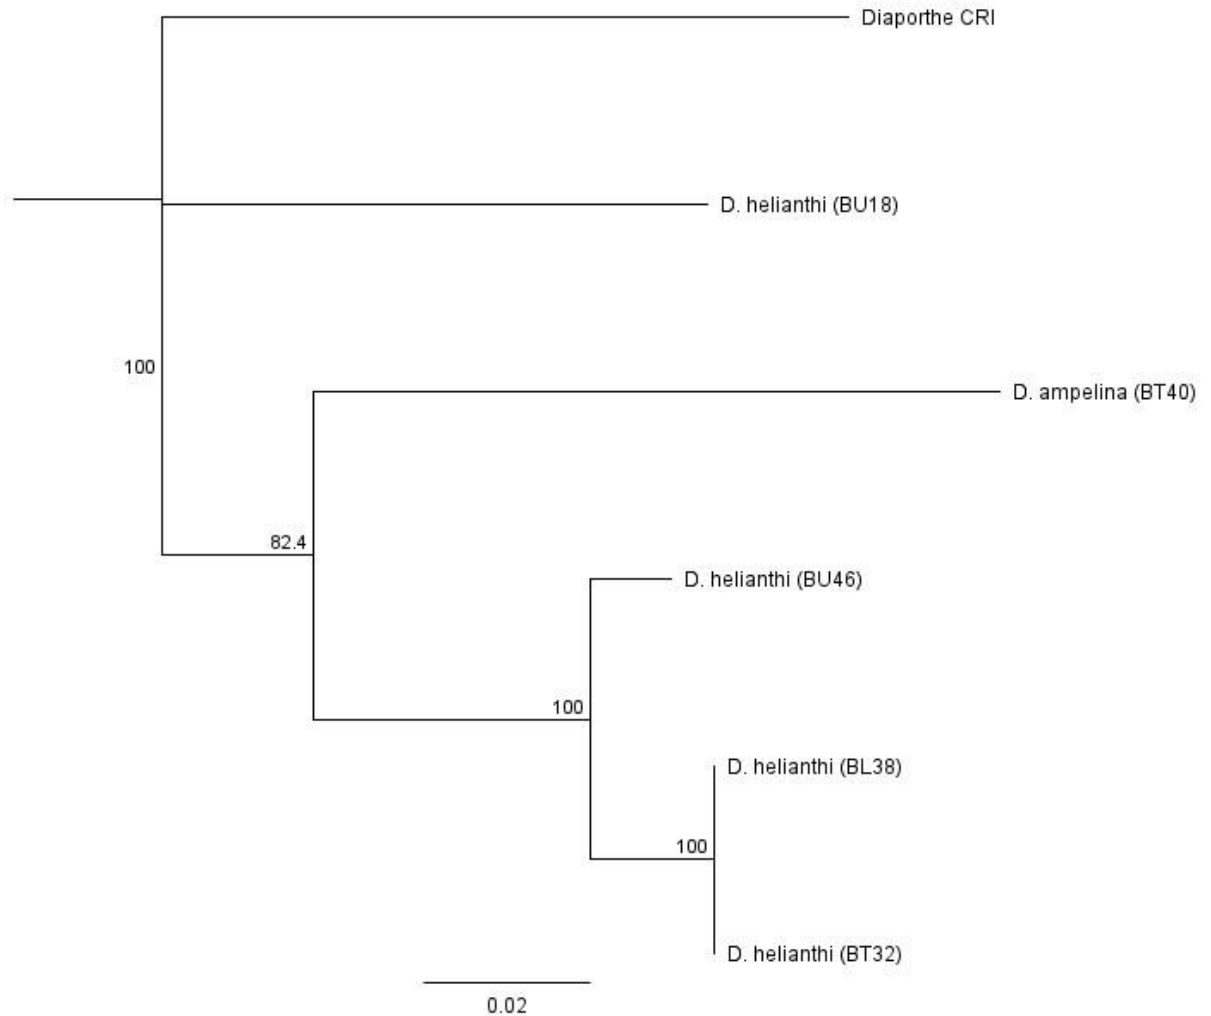 Diaporthe CRI
D. helianthi (BU18)
100
D. ampelina (BT40)
82.4
D. helianthi (BU46)
100
D. helianthi (BL38)
100
D. helianthi (BT32)
0.02